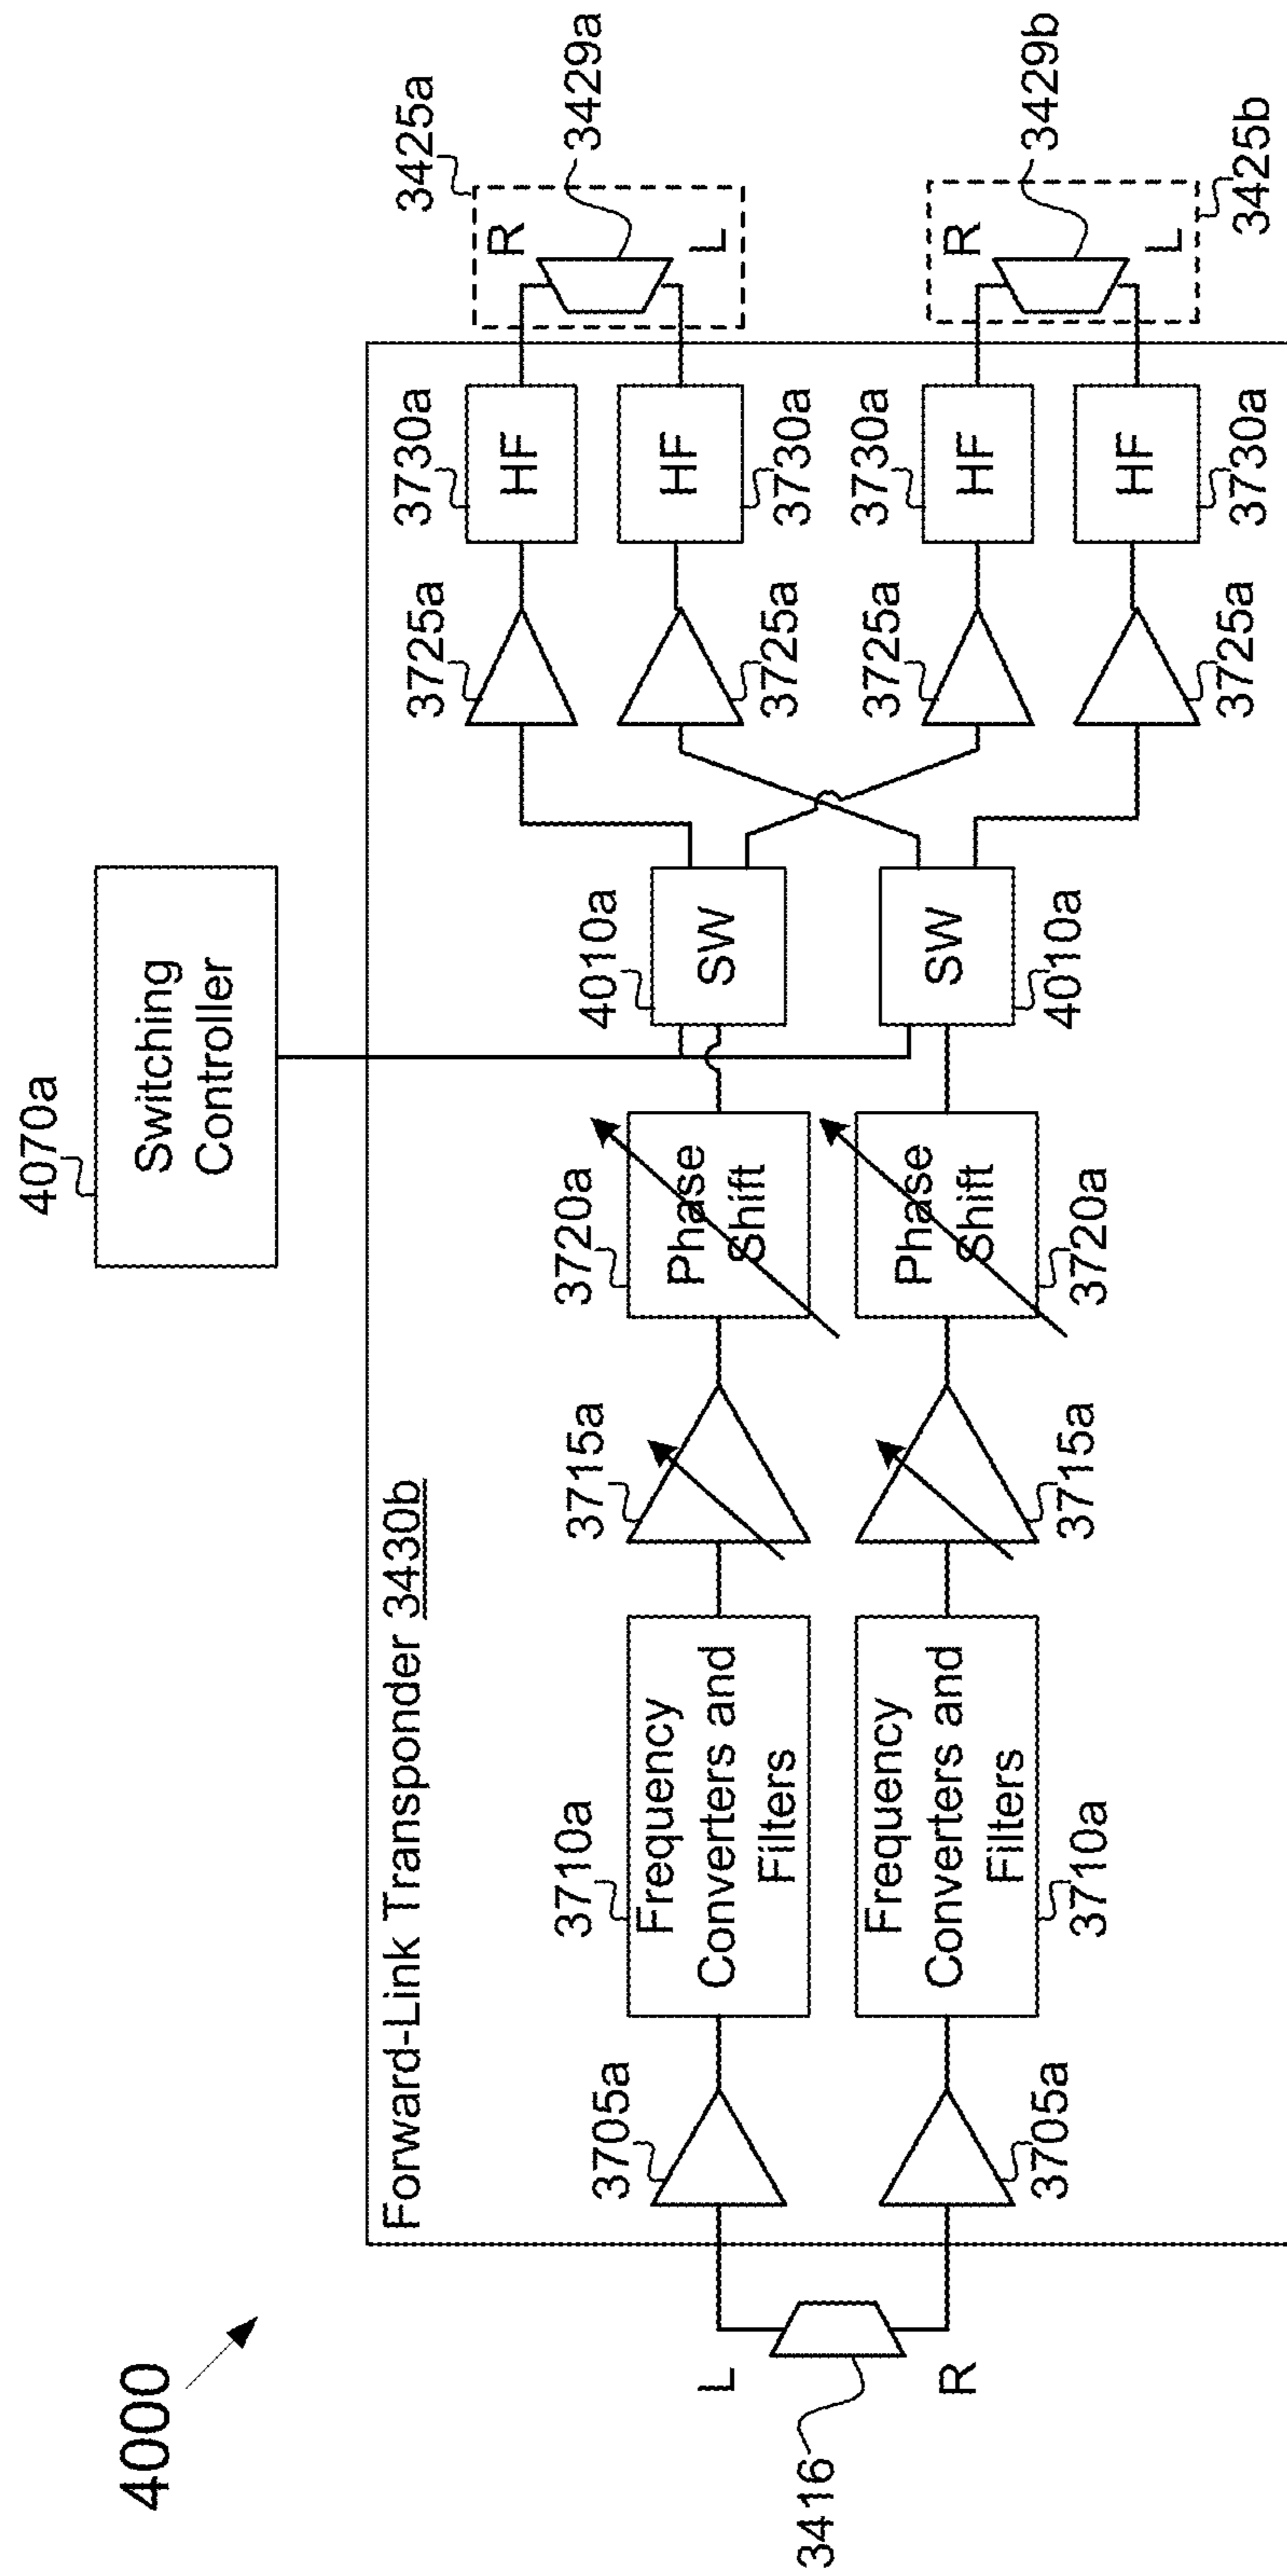 4000
4070a
Switching
Controller
Forward-Link Transponder 3430b
3425a
3429a
R
L
3730a
HF
3725a
HF
3730a
3725a
3730a
HF
3725a
HF
3730a
3725a
3429b
R
L
3425b
4010a
SW
SW
4010a
3720a
Phase
Shift
Phase
Shift
3720a
3715a
3715a
3710a
Frequency
Converters and
Filters
Frequency
Converters and
Filters
3710a
3705a
3705a
L
R
3416